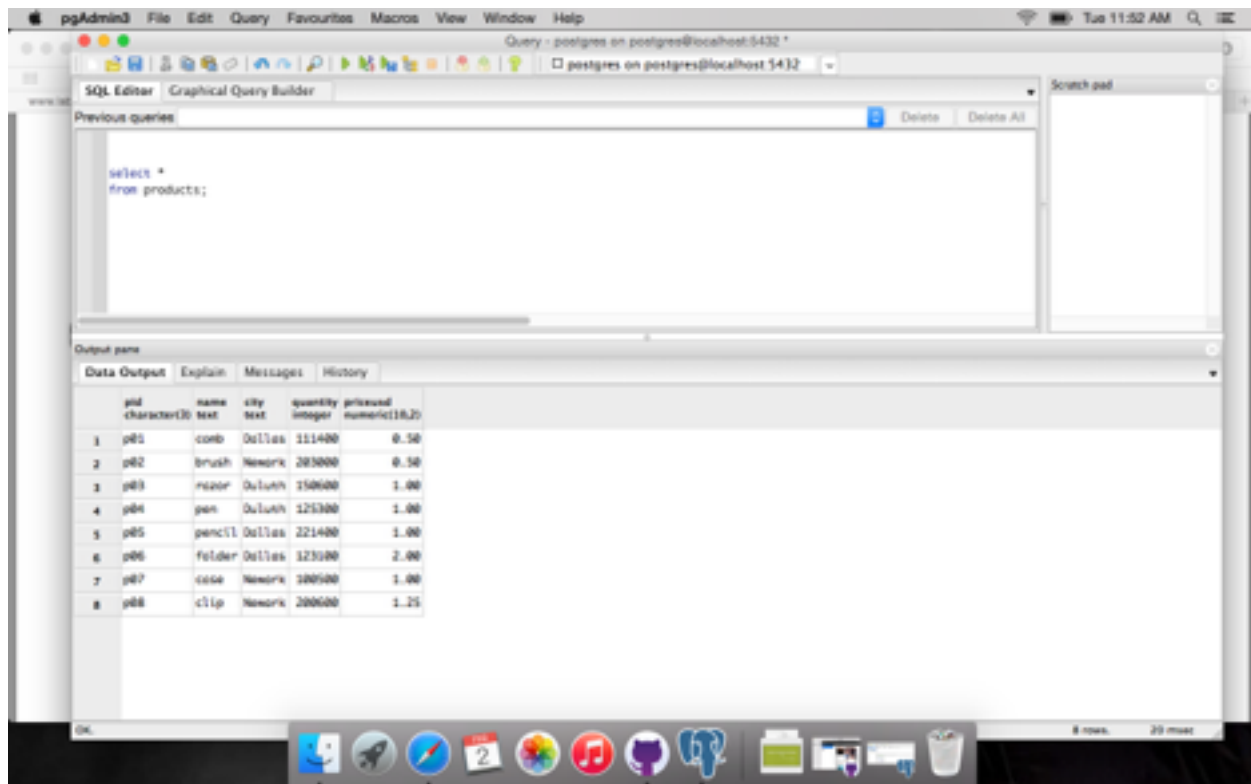 pgAdmin3 File Edit Query Favourites Macros View Window Help Tue 11:52 AM
Query - postgres on postgres@localhost:5432 *
postgres on postgres@localhost:5432
SQL Editor Graphical Query Builder
Scratch pad
Previous queries Delete Delete All
select *
from products;
Output pane
Data Output Explain Messages History
pid name city quantity priceusd
character(3) text text integer numeric(10,2)
1 p01 comb Dallas 111400 0.50
2 p02 brush Newark 203000 0.50
3 p03 razor Duluth 150600 1.00
4 p04 pen Duluth 125300 1.00
5 p05 pencil Dallas 221400 1.00
6 p06 folder Dallas 123100 2.00
7 p07 case Newark 100500 1.00
8 p08 clip Newark 200600 1.25
OK. 8 rows. 20 msec
FEB
2